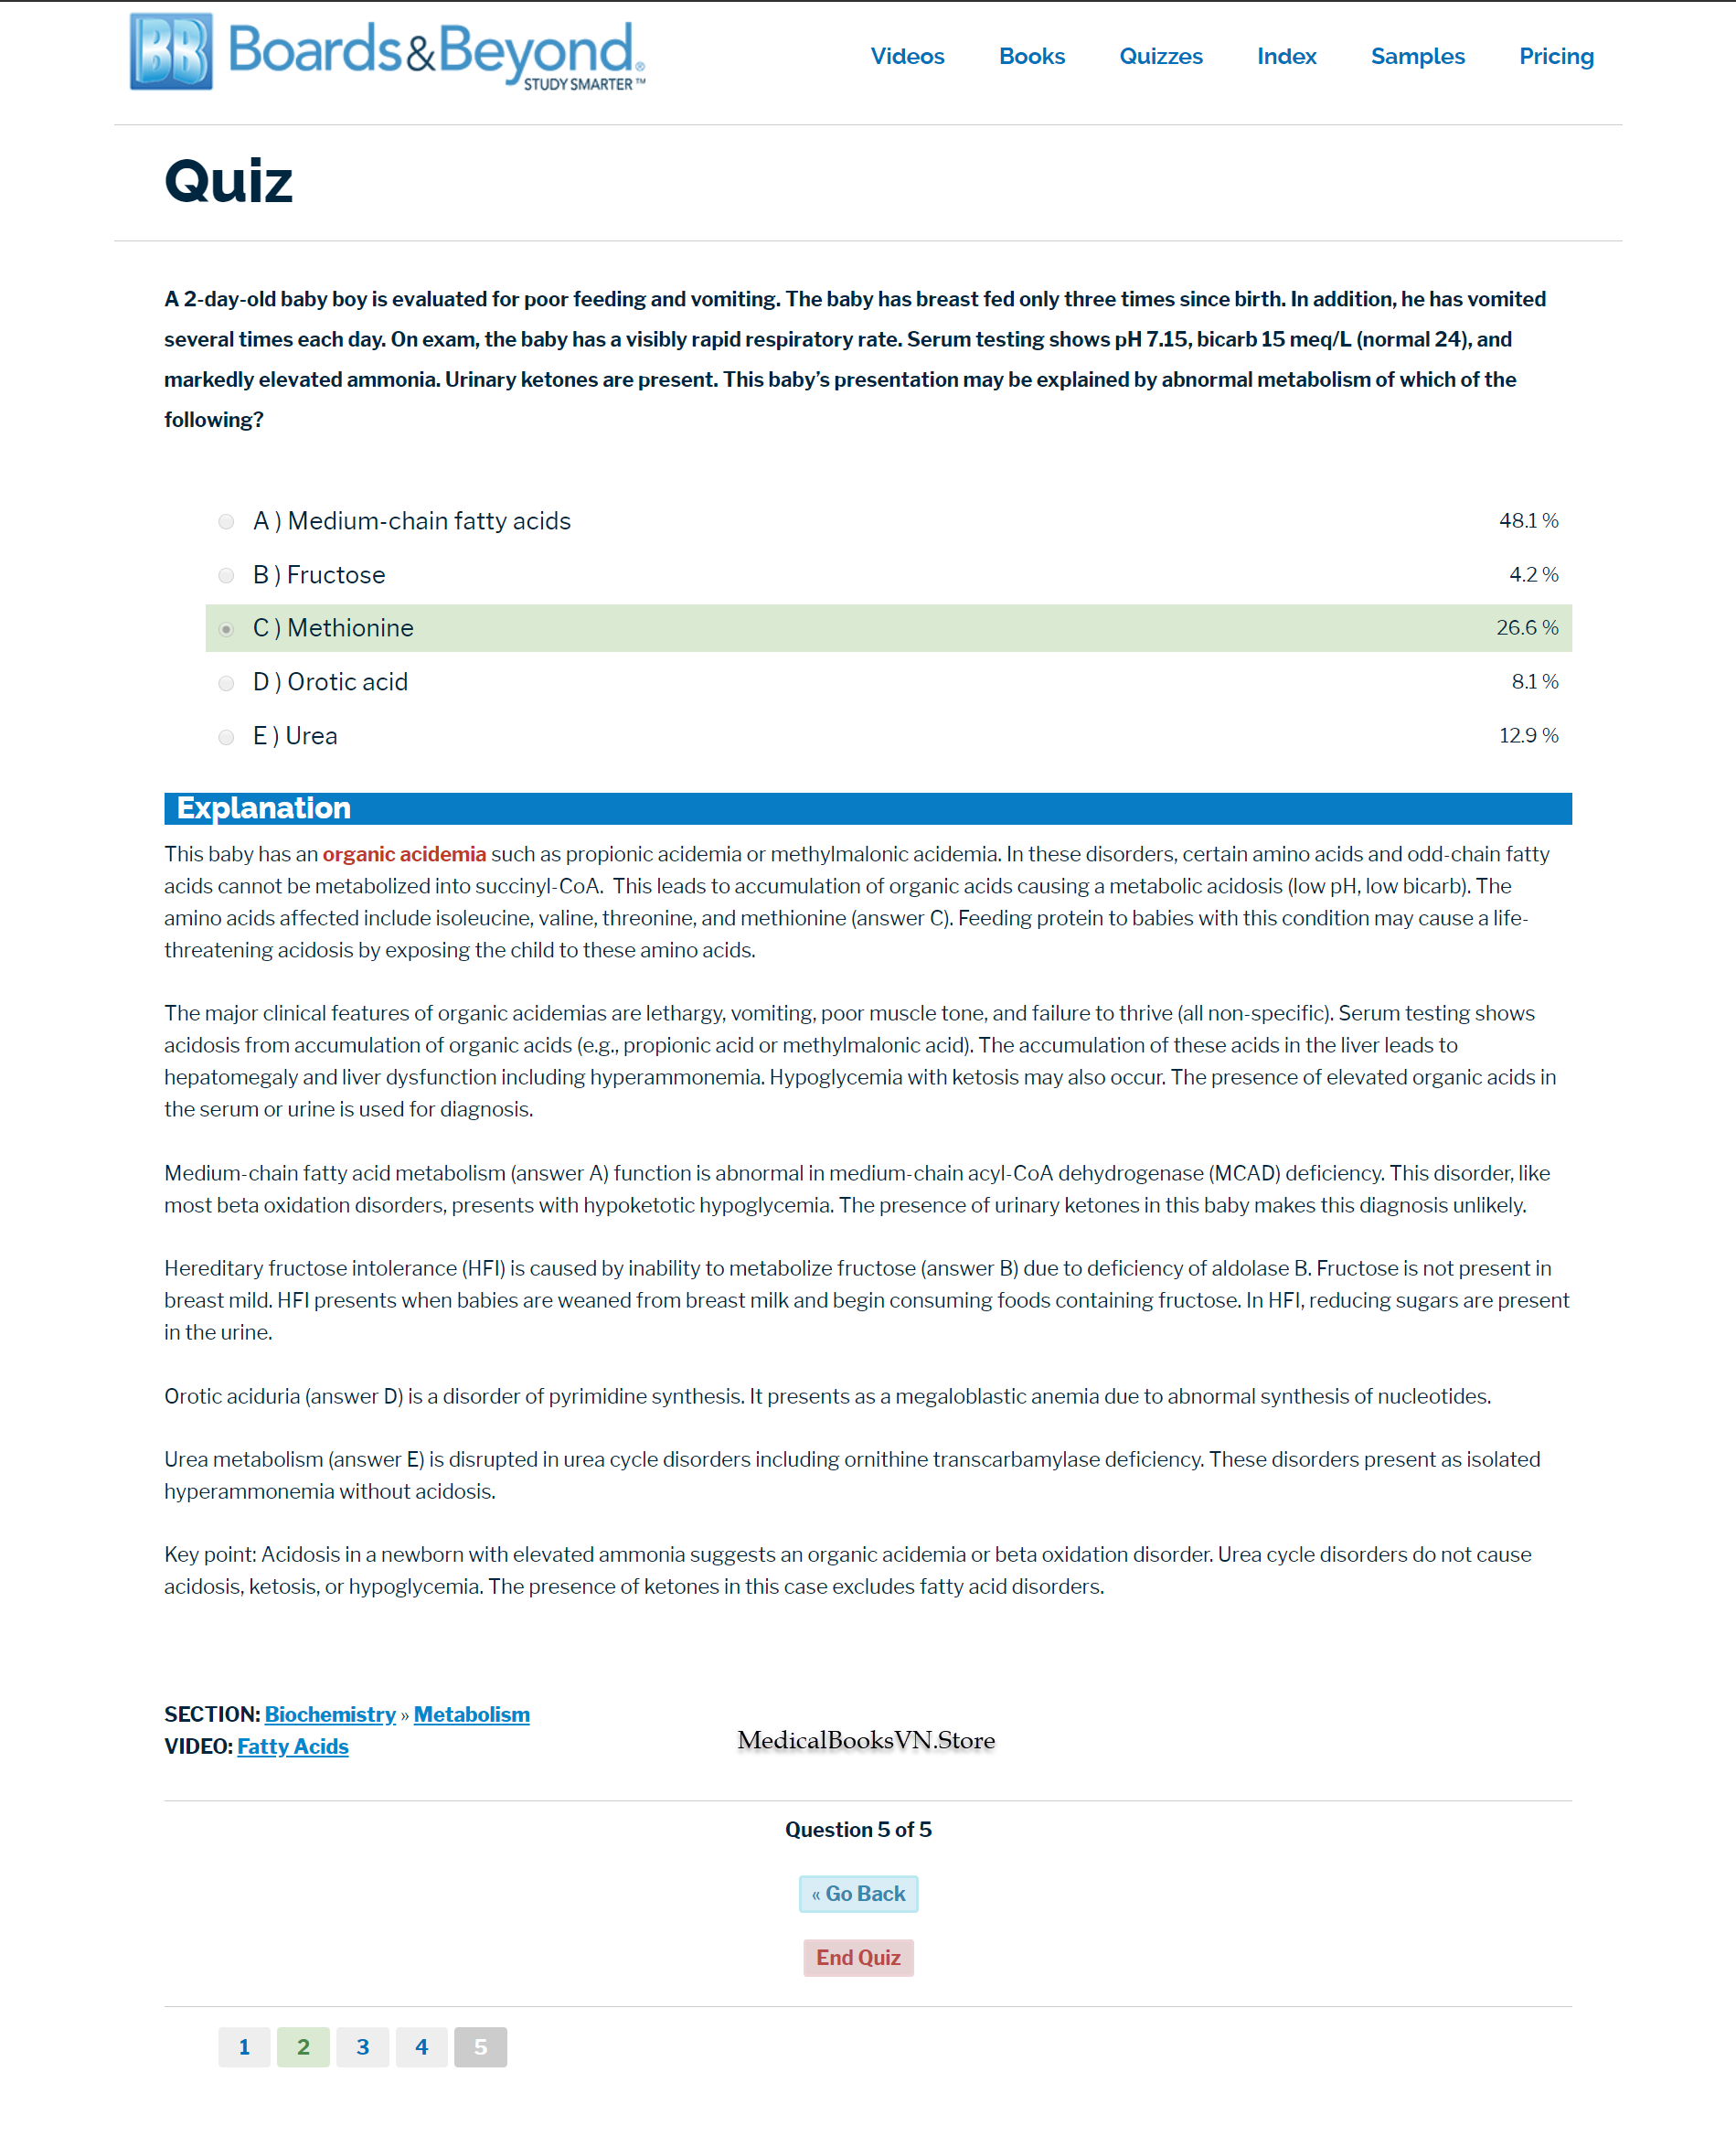 BB Boards&Beyond®
STUDY SMARTER™
Videos Books Quizzes Index Samples Pricing
Quiz
A 2-day-old baby boy is evaluated for poor feeding and vomiting. The baby has breast fed only three times since birth. In addition, he has vomited
several times each day. On exam, the baby has a visibly rapid respiratory rate. Serum testing shows pH 7.15, bicarb 15 meq/L (normal 24), and
markedly elevated ammonia. Urinary ketones are present. This baby’s presentation may be explained by abnormal metabolism of which of the
following?
A ) Medium-chain fatty acids 48.1 %
B ) Fructose 4.2 %
C ) Methionine 26.6 %
D ) Orotic acid 8.1 %
E ) Urea 12.9 %
Explanation
This baby has an organic acidemia such as propionic acidemia or methylmalonic acidemia. In these disorders, certain amino acids and odd-chain fatty
acids cannot be metabolized into succinyl-CoA. This leads to accumulation of organic acids causing a metabolic acidosis (low pH, low bicarb). The
amino acids affected include isoleucine, valine, threonine, and methionine (answer C). Feeding protein to babies with this condition may cause a life-
threatening acidosis by exposing the child to these amino acids.
The major clinical features of organic acidemias are lethargy, vomiting, poor muscle tone, and failure to thrive (all non-specific). Serum testing shows
acidosis from accumulation of organic acids (e.g., propionic acid or methylmalonic acid). The accumulation of these acids in the liver leads to
hepatomegaly and liver dysfunction including hyperammonemia. Hypoglycemia with ketosis may also occur. The presence of elevated organic acids in
the serum or urine is used for diagnosis.
Medium-chain fatty acid metabolism (answer A) function is abnormal in medium-chain acyl-CoA dehydrogenase (MCAD) deficiency. This disorder, like
most beta oxidation disorders, presents with hypoketotic hypoglycemia. The presence of urinary ketones in this baby makes this diagnosis unlikely.
Hereditary fructose intolerance (HFI) is caused by inability to metabolize fructose (answer B) due to deficiency of aldolase B. Fructose is not present in
breast mild. HFI presents when babies are weaned from breast milk and begin consuming foods containing fructose. In HFI, reducing sugars are present
in the urine.
Orotic aciduria (answer D) is a disorder of pyrimidine synthesis. It presents as a megaloblastic anemia due to abnormal synthesis of nucleotides.
Urea metabolism (answer E) is disrupted in urea cycle disorders including ornithine transcarbamylase deficiency. These disorders present as isolated
hyperammonemia without acidosis.
Key point: Acidosis in a newborn with elevated ammonia suggests an organic acidemia or beta oxidation disorder. Urea cycle disorders do not cause
acidosis, ketosis, or hypoglycemia. The presence of ketones in this case excludes fatty acid disorders.
SECTION: Biochemistry » Metabolism
VIDEO: Fatty Acids
MedicalBooksVN.Store
Question 5 of 5
« Go Back
End Quiz
1 2 3 4 5